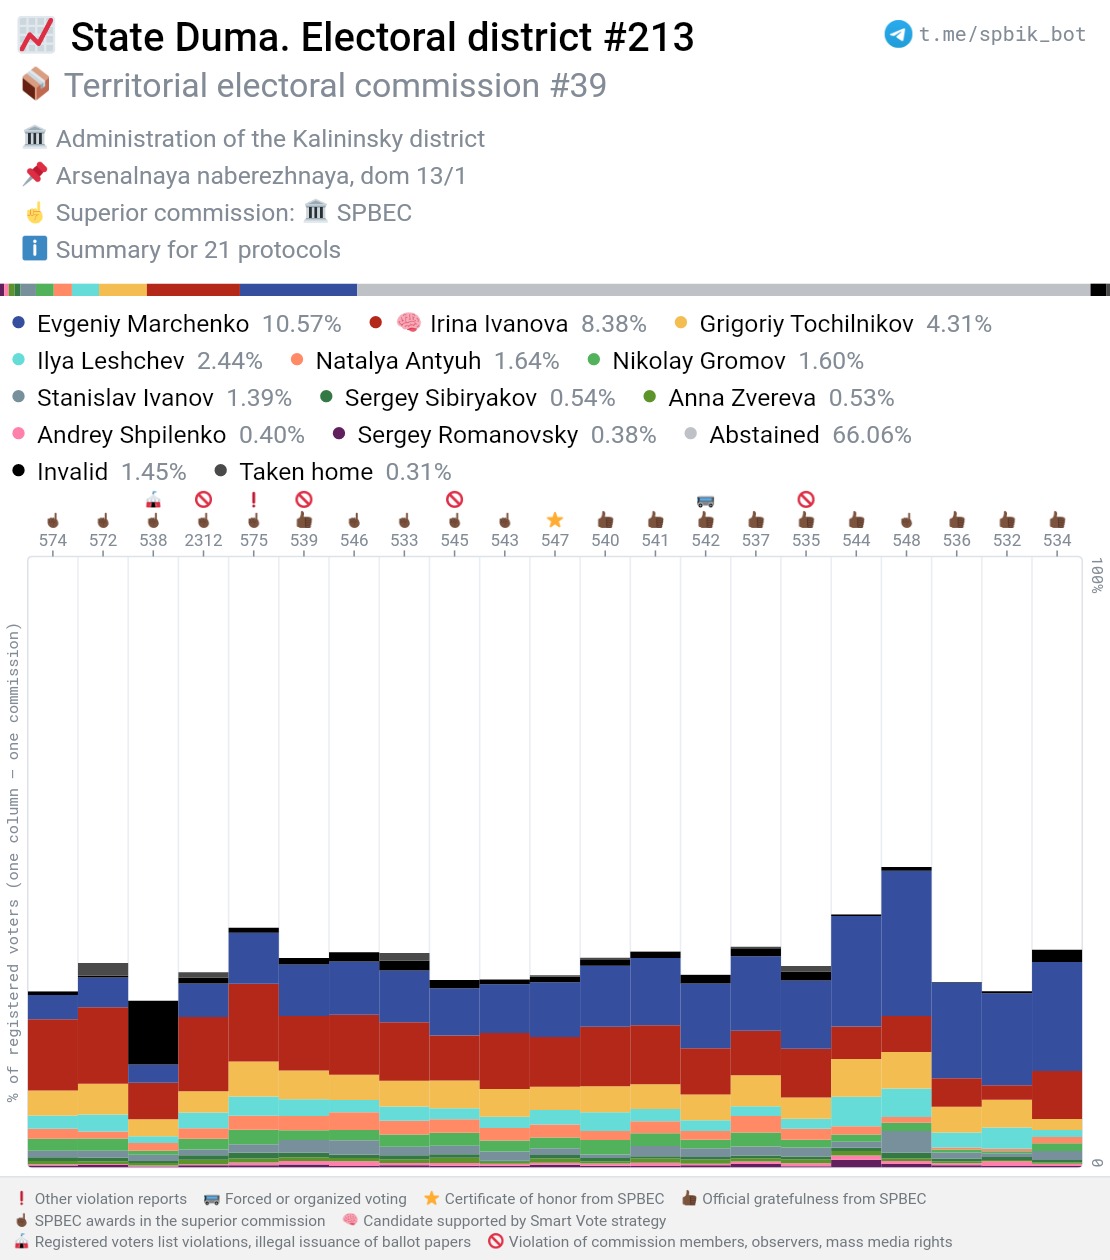 State Duma. Electoral district #213
t.me/spbik_bot
Territorial electoral commission #39
Administration of the Kalininsky district
Arsenalnaya naberezhnaya, dom 13/1
Superior commission: SPBEC
Summary for 21 protocols
Evgeniy Marchenko 10.57% Irina Ivanova 8.38% Grigoriy Tochilnikov 4.31%
Ilya Leshchev 2.44% Natalya Antyuh 1.64% Nikolay Gromov 1.60%
Stanislav Ivanov 1.39% Sergey Sibiryakov 0.54% Anna Zvereva 0.53%
Andrey Shpilenko 0.40% Sergey Romanovsky 0.38% Abstained 66.06%
Invalid 1.45% Taken home 0.31%
574 572 538 2312 575 539 546 533 545 543 547 540 541 542 537 535 544 548 536 532 534
100%
% of registered voters (one column – one commission)
0
Other violation reports Forced or organized voting Certificate of honor from SPBEC Official gratefulness from SPBEC
SPBEC awards in the superior commission Candidate supported by Smart Vote strategy
Registered voters list violations, illegal issuance of ballot papers Violation of commission members, observers, mass media rights